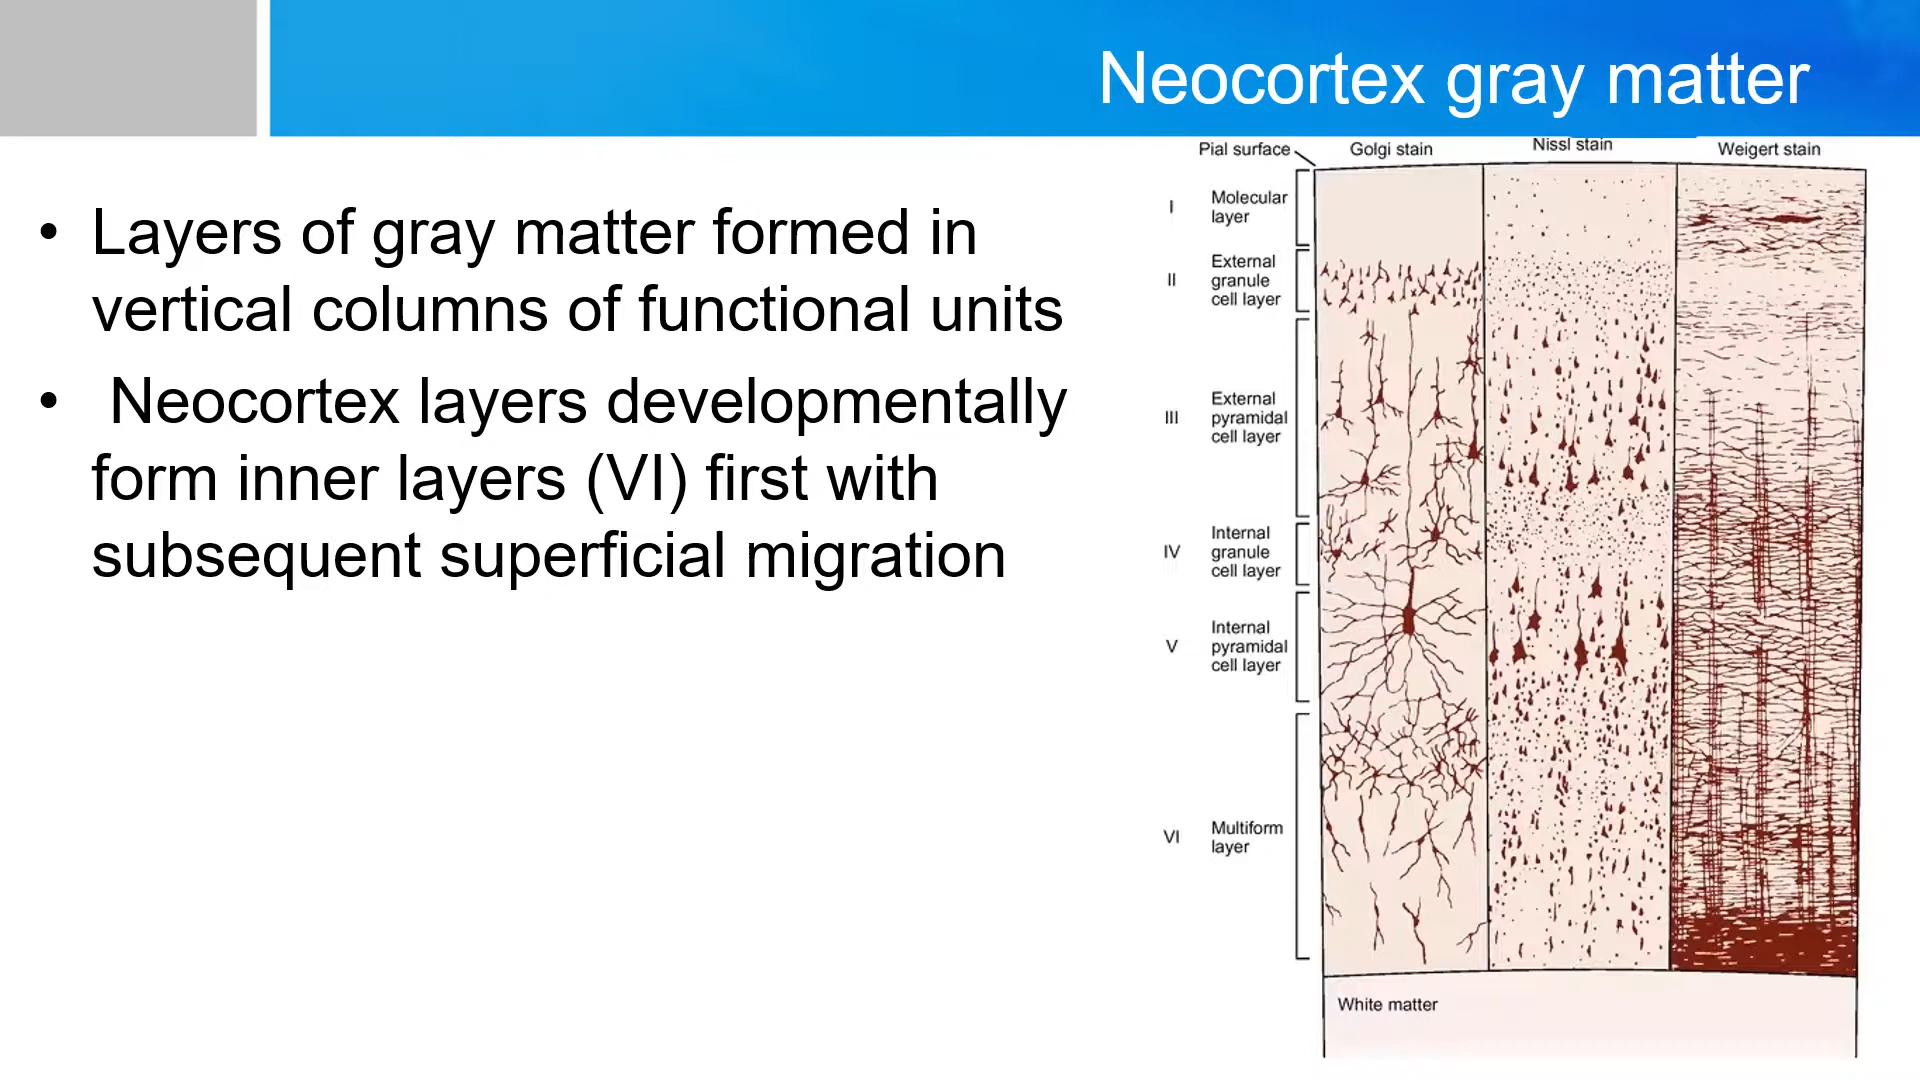 Neocortex gray matter
• Layers of gray matter formed in
vertical columns of functional units
• Neocortex layers developmentally
form inner layers (VI) first with
subsequent superficial migration
Pial surface
Golgi stain
Nissl stain
Weigert stain
I
Molecular
layer
II
External
granule
cell layer
III
External
pyramidal
cell layer
IV
Internal
granule
cell layer
V
Internal
pyramidal
cell layer
VI
Multiform
layer
White matter